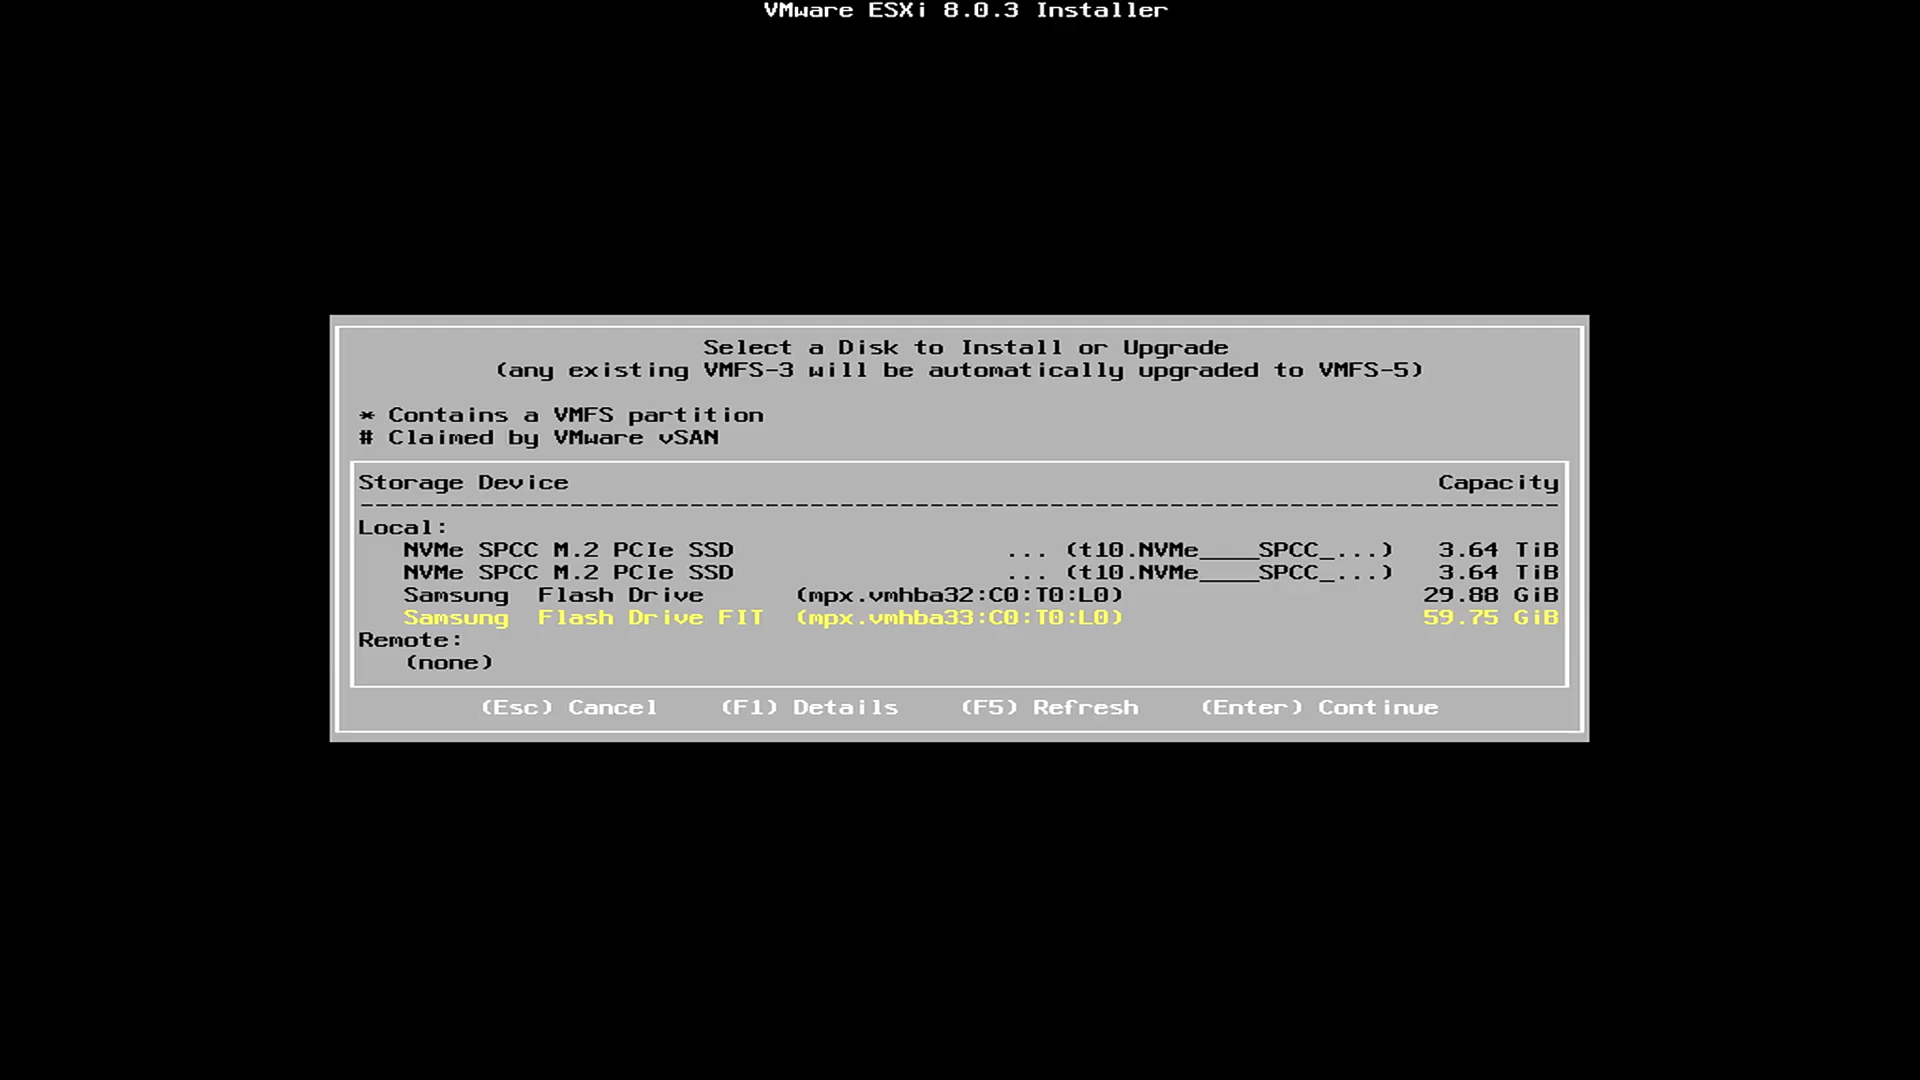 VMware ESXi 8.0.3 Installer
Select a Disk to Install or Upgrade
(any existing VMFS-3 will be automatically upgraded to VMFS-5)
* Contains a VMFS partition
# Claimed by VMware vSAN
Storage Device Capacity
--------------------------------------------------------------------------------
Local:
NVMe SPCC M.2 PCIe SSD ... (t10.NVMe____SPCC_...) 3.64 TiB
NVMe SPCC M.2 PCIe SSD ... (t10.NVMe____SPCC_...) 3.64 TiB
Samsung Flash Drive (mpx.vmhba32:C0:T0:L0) 29.88 GiB
Samsung Flash Drive FIT (mpx.vmhba33:C0:T0:L0) 59.75 GiB
Remote:
(none)
(Esc) Cancel (F1) Details (F5) Refresh (Enter) Continue